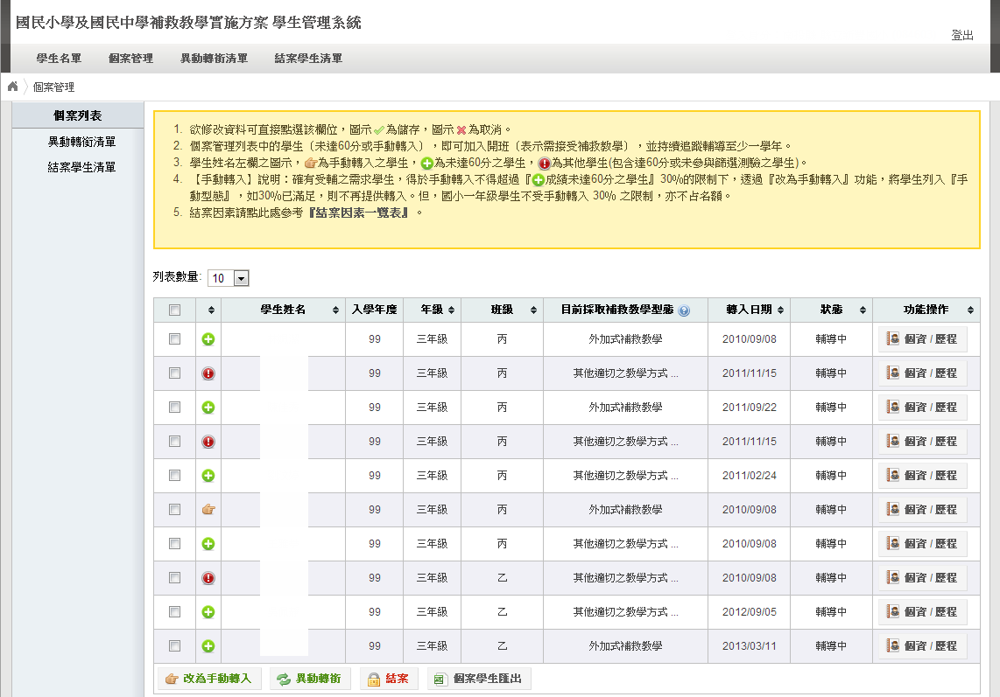 國民小學及國民中學補救教學實施方案 學生管理系統
登出
學生名單 個案管理 異動轉銜清單 結案學生清單
個案管理
個案列表
異動轉銜清單
結案學生清單
1. 欲修改資料可直接點選該欄位，圖示為儲存，圖示為取消。
2. 個案管理列表中的學生（未達60分或手動轉入），即可加入開班（表示需接受補救教學），並持續追蹤輔導至少一學年。
3. 學生姓名左欄之圖示，為手動轉入之學生，為未達60分之學生，為其他學生(包含達60分或未參與篩選測驗之學生)。
4. 【手動轉入】說明：確有受輔之需求學生，得於手動轉入不得超過『成績未達60分之學生』30%的限制下，透過『改為手動轉入』功能，將學生列入『手
動型態』，如30%已滿足，則不再提供轉入。但，國小一年級學生不受手動轉入 30% 之限制，亦不占名額。
5. 結案因素請點此處參考『結案因素一覽表』。
列表數量: 10
學生姓名 入學年度 年級 班級 目前採取補救教學型態 轉入日期 狀態 功能操作
99 三年級 丙 外加式補救教學 2010/09/08 輔導中 個資 / 歷程
99 三年級 丙 其他適切之教學方式 ... 2011/11/15 輔導中 個資 / 歷程
99 三年級 丙 外加式補救教學 2011/09/22 輔導中 個資 / 歷程
99 三年級 丙 其他適切之教學方式 ... 2011/11/15 輔導中 個資 / 歷程
99 三年級 丙 其他適切之教學方式 ... 2011/02/24 輔導中 個資 / 歷程
99 三年級 丙 外加式補救教學 2010/09/08 輔導中 個資 / 歷程
99 三年級 丙 其他適切之教學方式 ... 2010/09/08 輔導中 個資 / 歷程
99 三年級 乙 其他適切之教學方式 ... 2010/09/08 輔導中 個資 / 歷程
99 三年級 乙 其他適切之教學方式 ... 2012/09/05 輔導中 個資 / 歷程
99 三年級 乙 外加式補救教學 2013/03/11 輔導中 個資 / 歷程
改為手動轉入 異動轉銜 結案 個案學生匯出